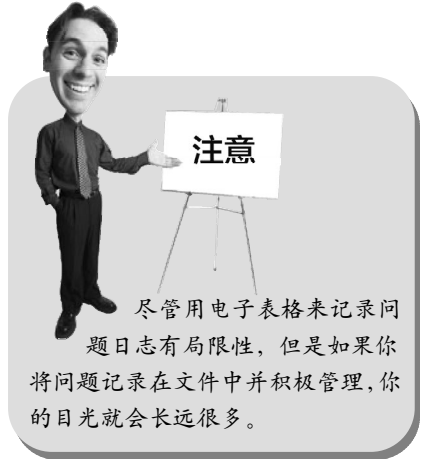 注意
尽管用电子表格来记录问
题日志有局限性，但是如果你
将问题记录在文件中并积极管理，你
的目光就会长远很多。